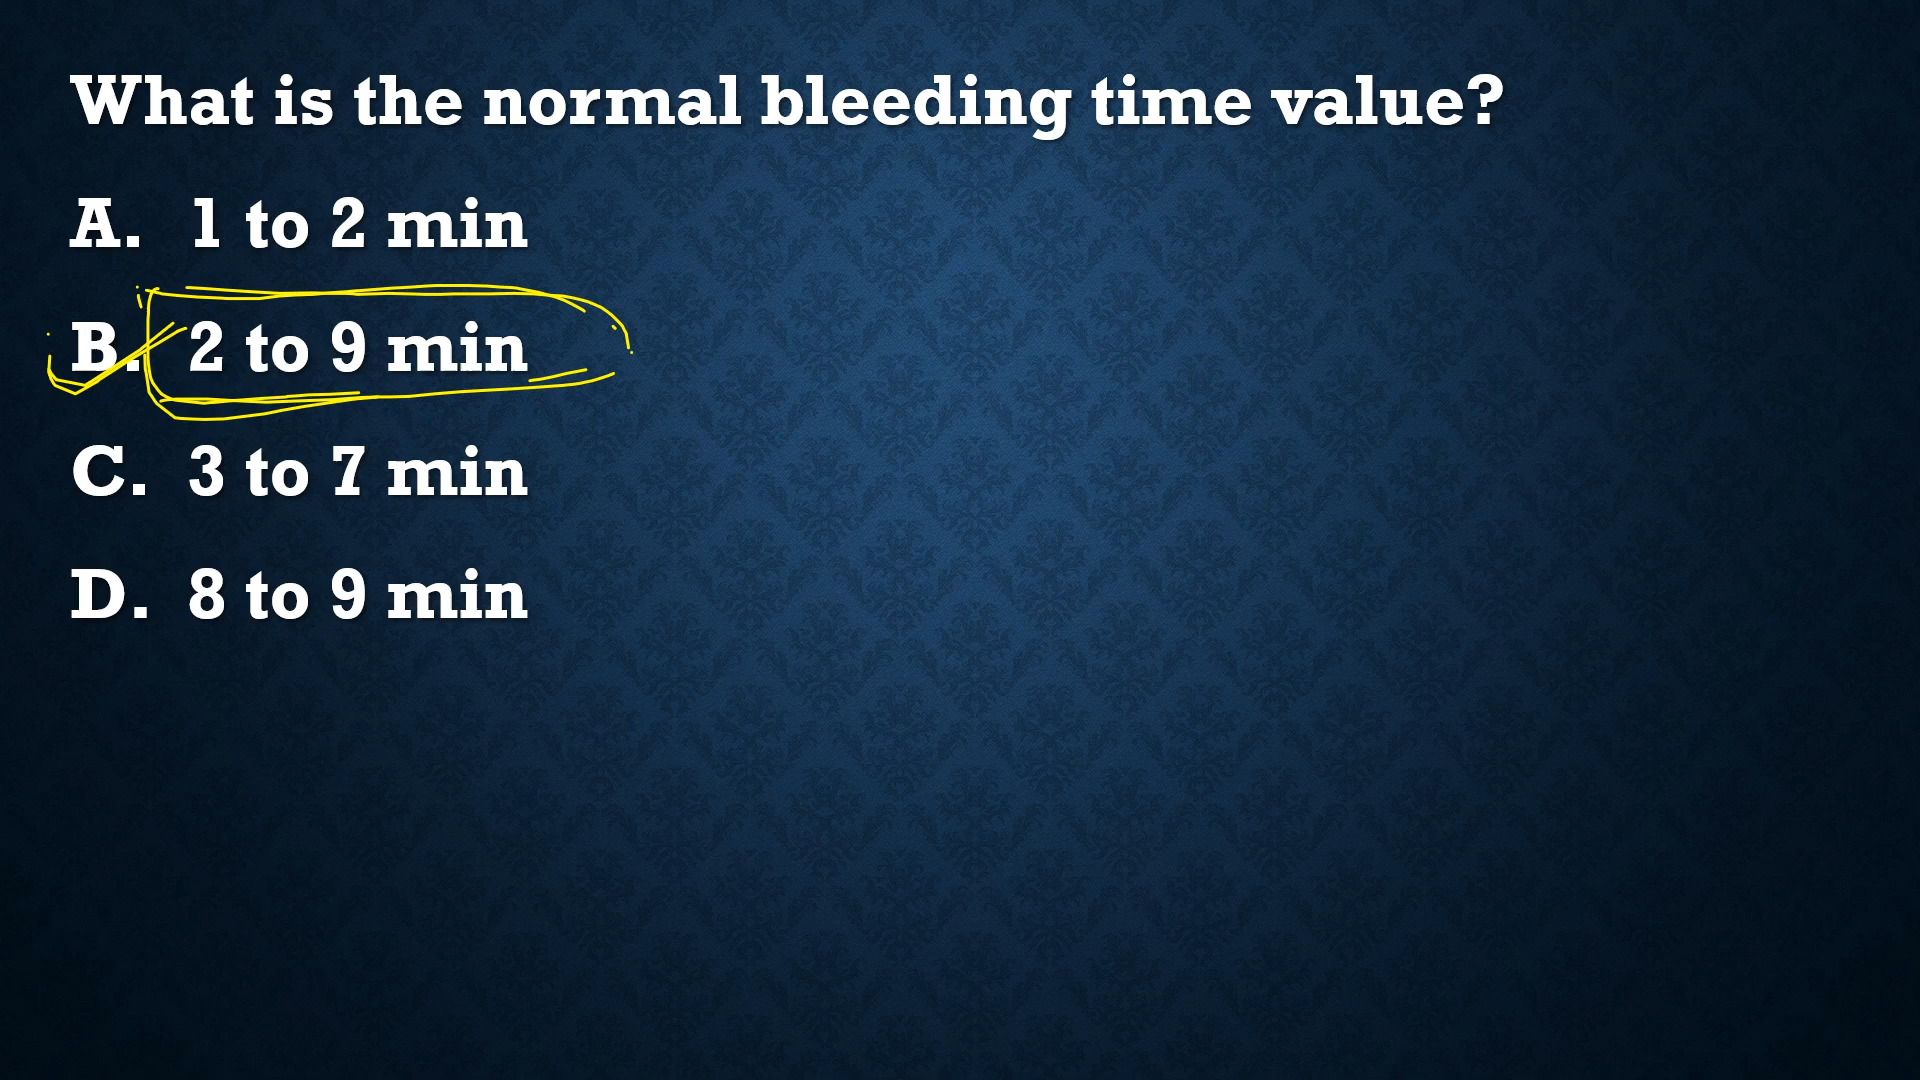 What is the normal bleeding time value?
A. 1 to 2 min
B. 2 to 9 min
C. 3 to 7 min
D. 8 to 9 min